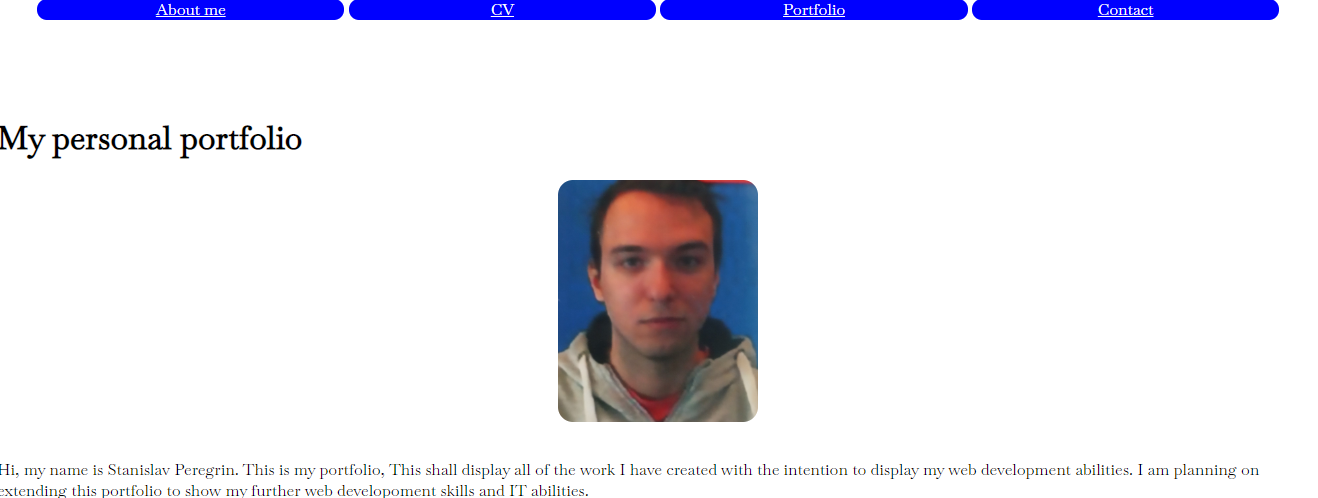 About me
CV
Portfolio
Contact
My personal portfolio
Hi, my name is Stanislav Peregrin. This is my portfolio, This shall display all of the work I have created with the intention to display my web development abilities. I am planning on
extending this portfolio to show my further web developoment skills and IT abilities.